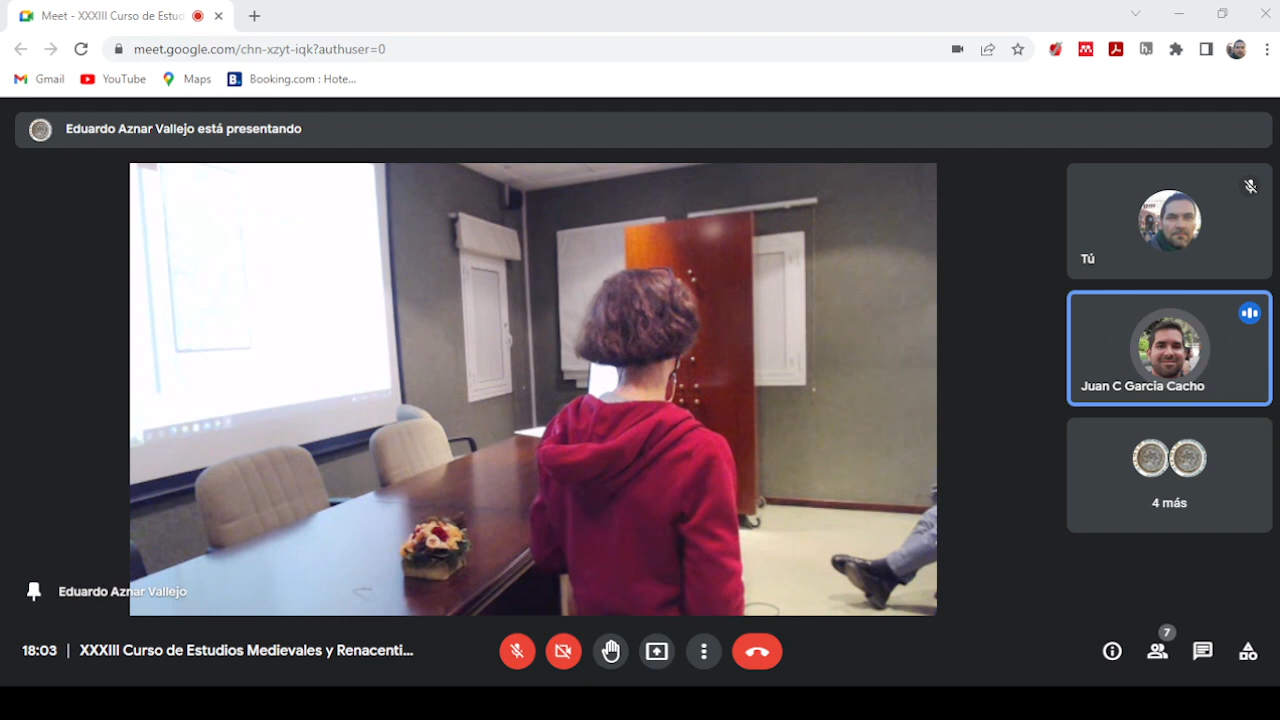 Meet - XXXIII Curso de Estud
meet.google.com/chn-xzyt-iqk?authuser=0
Gmail
YouTube
Maps
B.
Booking.com : Hote...
Eduardo Aznar Vallejo está presentando
Tú
Juan C Garcia Cacho
4 más
Eduardo Aznar Vallejo
18:03 | XXXIII Curso de Estudios Medievales y Renacenti...
7